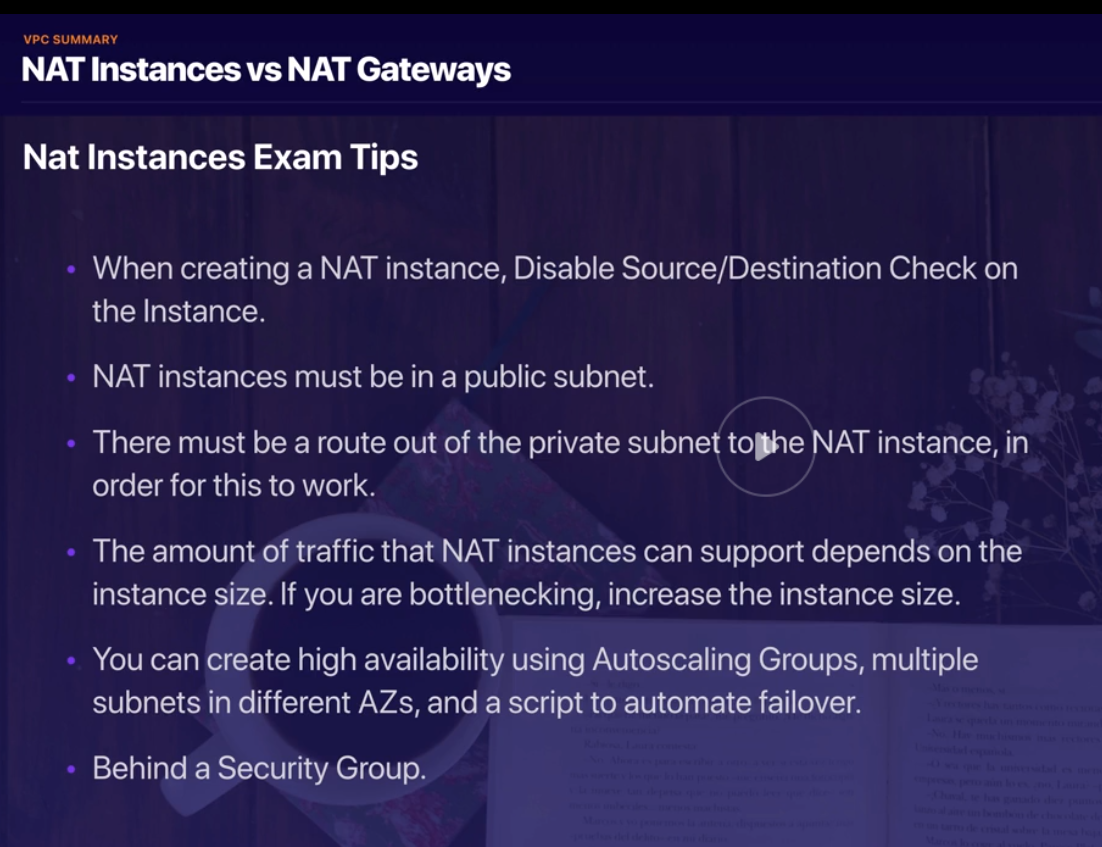 VPC SUMMARY
NAT Instances vs NAT Gateways
Nat Instances Exam Tips
• When creating a NAT instance, Disable Source/Destination Check on
the Instance.
• NAT instances must be in a public subnet.
• There must be a route out of the private subnet to the NAT instance, in
order for this to work.
• The amount of traffic that NAT instances can support depends on the
instance size. If you are bottlenecking, increase the instance size.
• You can create high availability using Autoscaling Groups, multiple
subnets in different AZs, and a script to automate failover.
• Behind a Security Group.